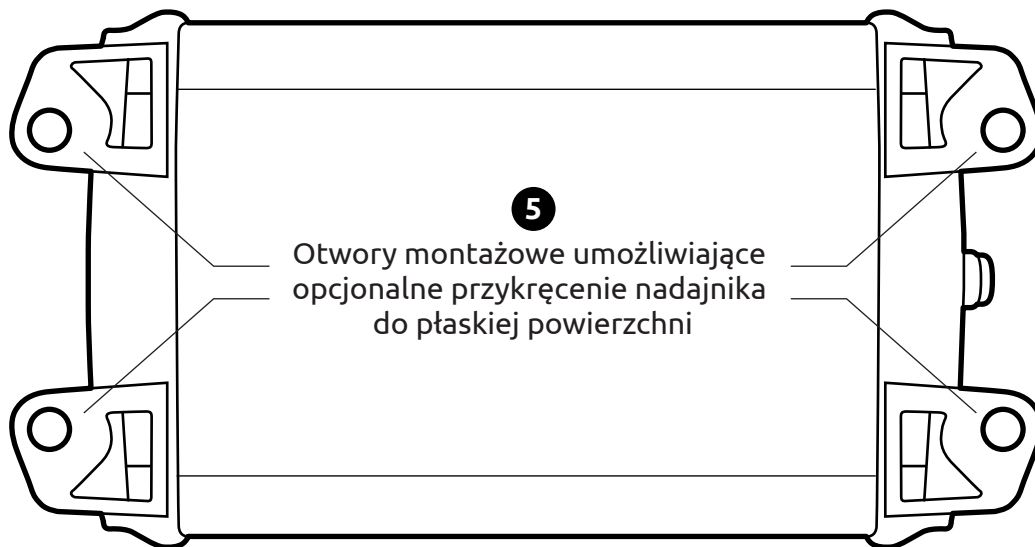 5
Otwory montażowe umożliwiające
opcjonalne przykręcenie nadajnika
do płaskiej powierzchni